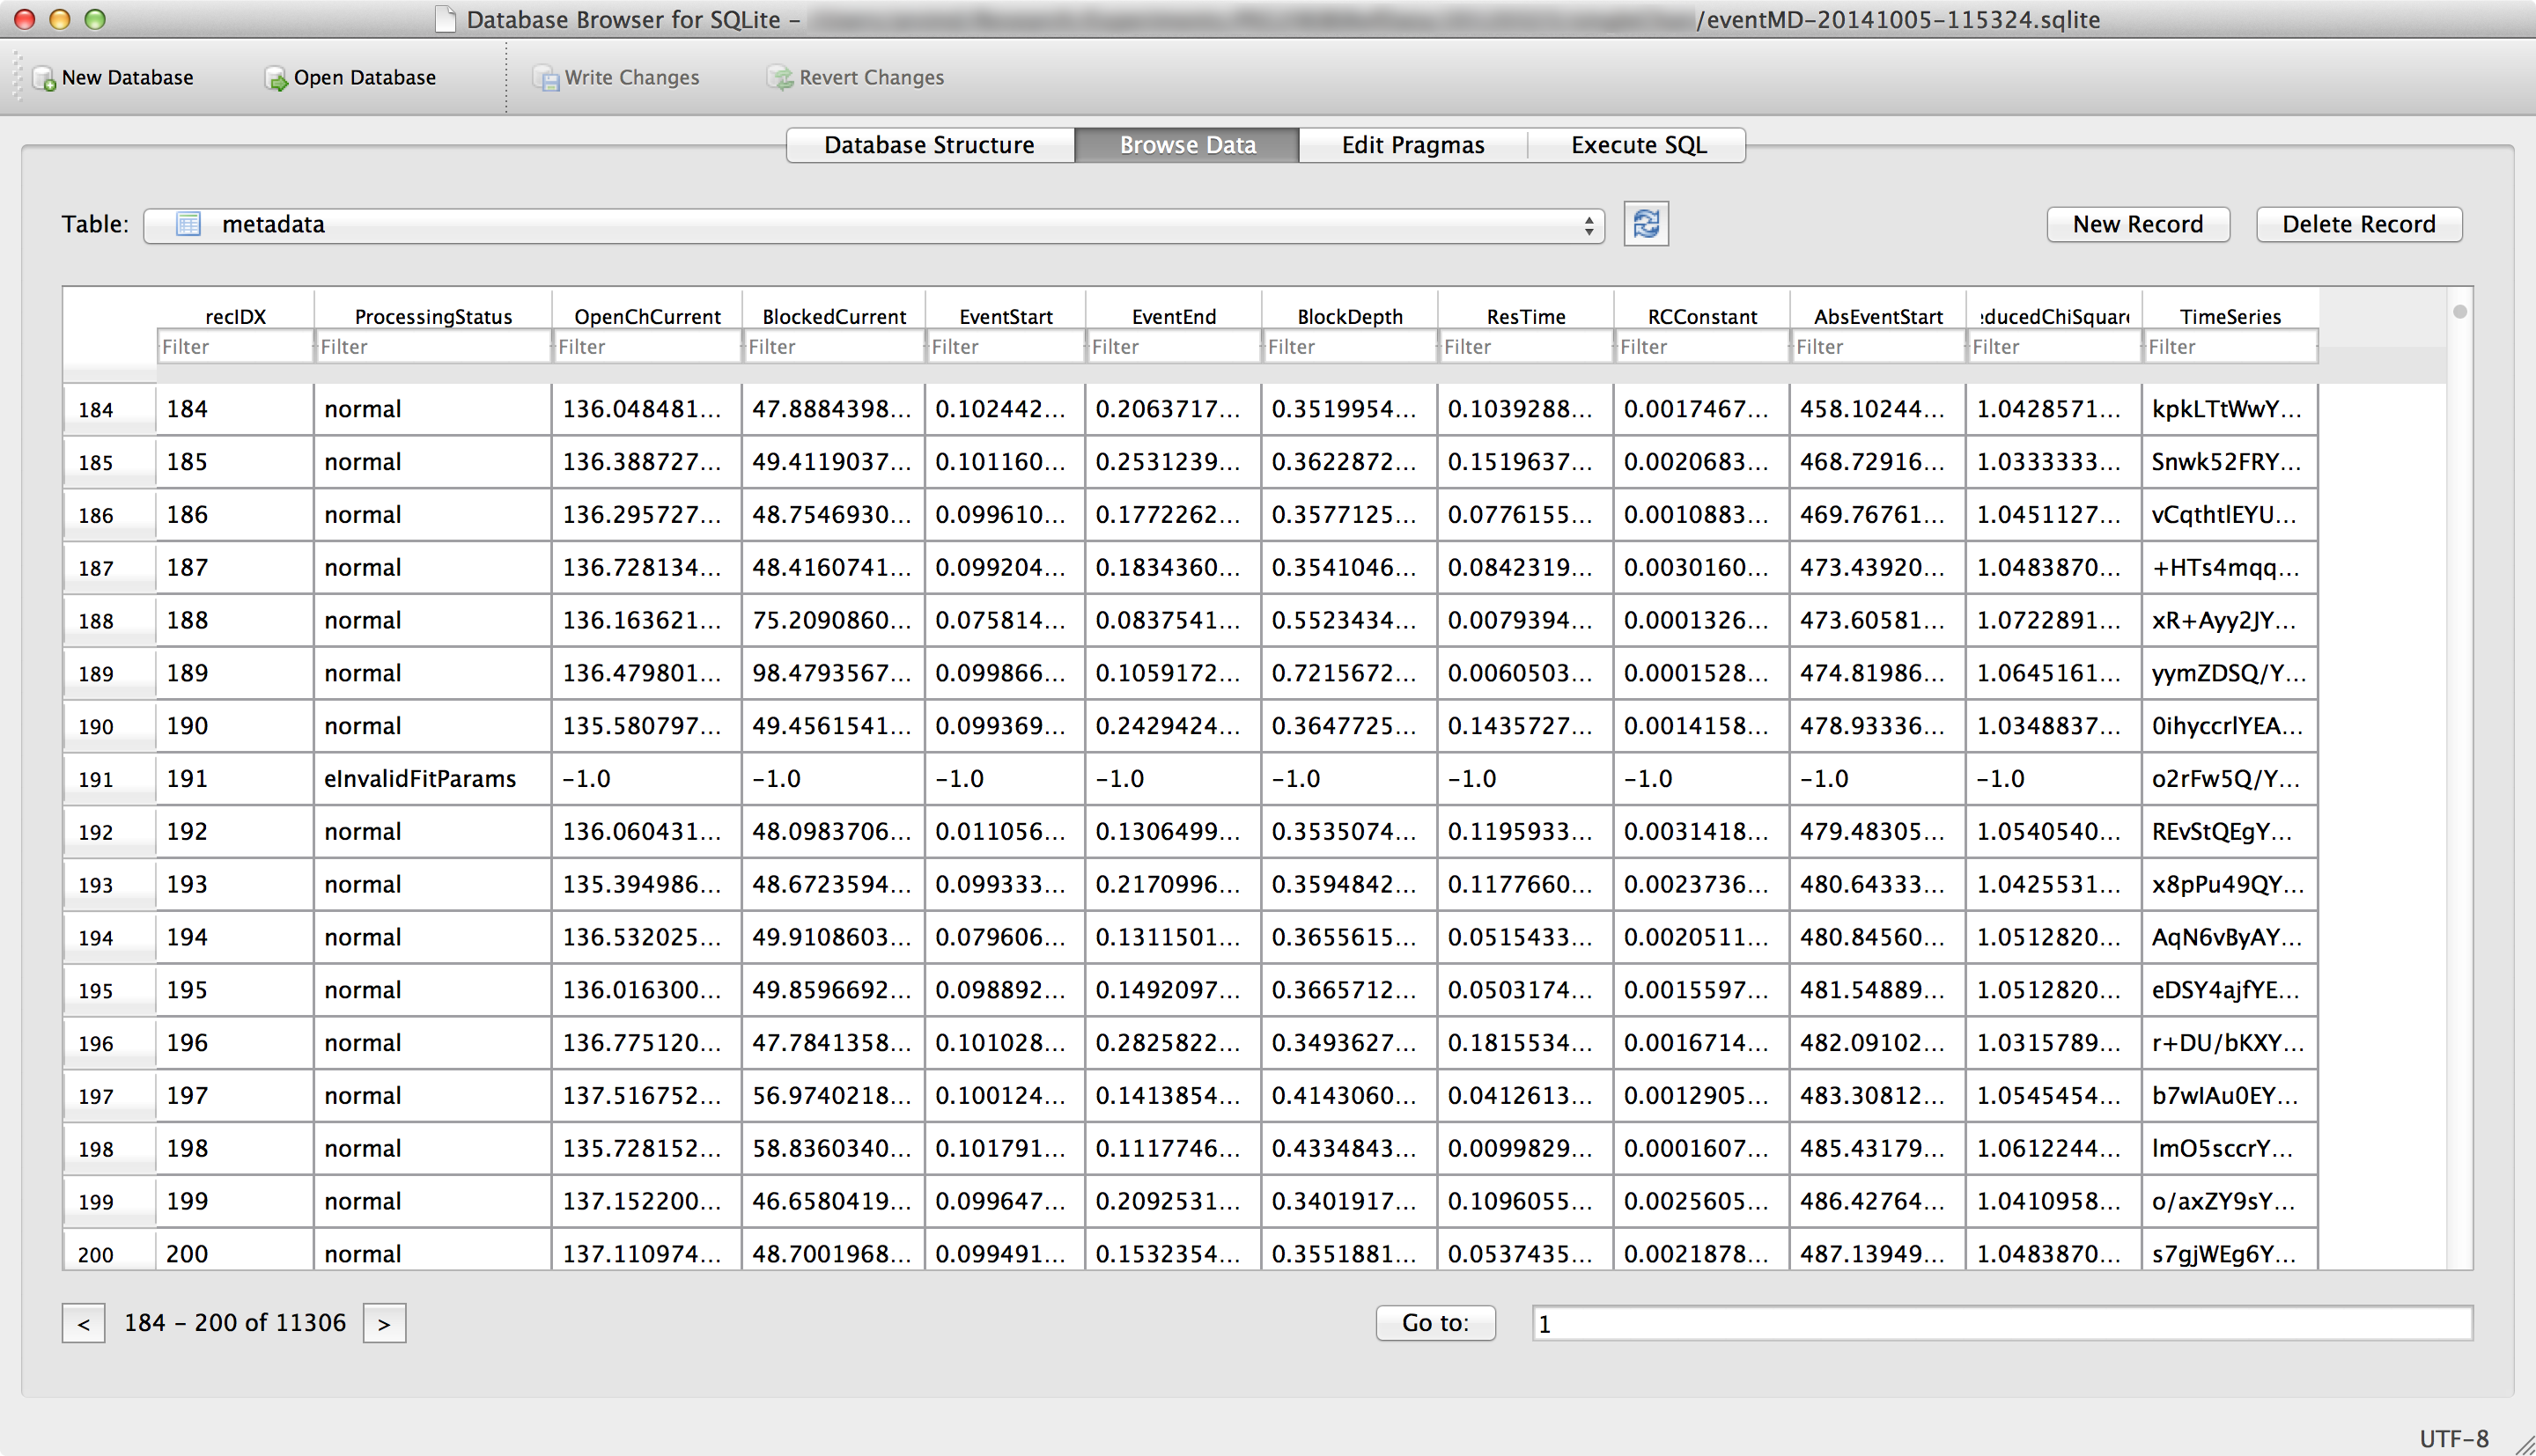 Database Browser for SQLite – /eventMD-20141005-115324.sqlite
New Database Open Database Write Changes Revert Changes
Database Structure Browse Data Edit Pragmas Execute SQL
Table: metadata New Record Delete Record
recIDX ProcessingStatus OpenChCurrent BlockedCurrent EventStart EventEnd BlockDepth ResTime RCConstant AbsEventStart educedChiSquare TimeSeries
Filter Filter Filter Filter Filter Filter Filter Filter Filter Filter Filter Filter
184 184 normal 136.048481... 47.8884398... 0.102442... 0.2063717... 0.3519954... 0.1039288... 0.0017467... 458.10244... 1.0428571... kpkLTtWwY...
185 185 normal 136.388727... 49.4119037... 0.101160... 0.2531239... 0.3622872... 0.1519637... 0.0020683... 468.72916... 1.0333333... Snwk52FRY...
186 186 normal 136.295727... 48.7546930... 0.099610... 0.1772262... 0.3577125... 0.0776155... 0.0010883... 469.76761... 1.0451127... vCqthtlEYU...
187 187 normal 136.728134... 48.4160741... 0.099204... 0.1834360... 0.3541046... 0.0842319... 0.0030160... 473.43920... 1.0483870... +HTs4mqq...
188 188 normal 136.163621... 75.2090860... 0.075814... 0.0837541... 0.5523434... 0.0079394... 0.0001326... 473.60581... 1.0722891... xR+Ayy2JY...
189 189 normal 136.479801... 98.4793567... 0.099866... 0.1059172... 0.7215672... 0.0060503... 0.0001528... 474.81986... 1.0645161... yymZDSQ/Y...
190 190 normal 135.580797... 49.4561541... 0.099369... 0.2429424... 0.3647725... 0.1435727... 0.0014158... 478.93336... 1.0348837... 0ihyccrlYEA...
191 191 eInvalidFitParams -1.0 -1.0 -1.0 -1.0 -1.0 -1.0 -1.0 -1.0 -1.0 o2rFw5Q/Y...
192 192 normal 136.060431... 48.0983706... 0.011056... 0.1306499... 0.3535074... 0.1195933... 0.0031418... 479.48305... 1.0540540... REvStQEgY...
193 193 normal 135.394986... 48.6723594... 0.099333... 0.2170996... 0.3594842... 0.1177660... 0.0023736... 480.64333... 1.0425531... x8pPu49QY...
194 194 normal 136.532025... 49.9108603... 0.079606... 0.1311501... 0.3655615... 0.0515433... 0.0020511... 480.84560... 1.0512820... AqN6vByAY...
195 195 normal 136.016300... 49.8596692... 0.098892... 0.1492097... 0.3665712... 0.0503174... 0.0015597... 481.54889... 1.0512820... eDSY4ajfYE...
196 196 normal 136.775120... 47.7841358... 0.101028... 0.2825822... 0.3493627... 0.1815534... 0.0016714... 482.09102... 1.0315789... r+DU/bKXY...
197 197 normal 137.516752... 56.9740218... 0.100124... 0.1413854... 0.4143060... 0.0412613... 0.0012905... 483.30812... 1.0545454... b7wIAu0EY...
198 198 normal 135.728152... 58.8360340... 0.101791... 0.1117746... 0.4334843... 0.0099829... 0.0001607... 485.43179... 1.0612244... lmO5sccrY...
199 199 normal 137.152200... 46.6580419... 0.099647... 0.2092531... 0.3401917... 0.1096055... 0.0025605... 486.42764... 1.0410958... o/axZY9sY...
200 200 normal 137.110974... 48.7001968... 0.099491... 0.1532354... 0.3551881... 0.0537435... 0.0021878... 487.13949... 1.0483870... s7gjWEg6Y...
< 184 – 200 of 11306 > Go to: 1
UTF-8